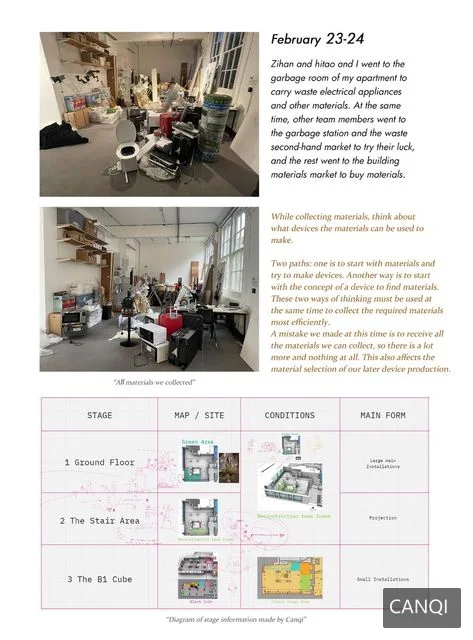 February 23-24
Zihan and hitao and I went to the
garbage room of my apartment to
carry waste electrical appliances
and other materials. At the same
time, other team members went to
the garbage station and the waste
second-hand market to try their luck,
and the rest went to the building
materials market to buy materials.
While collecting materials, think about
what devices the materials can be used to
make.
Two paths: one is to start with materials and
try to make devices. Another way is to start
with the concept of a device to find materials.
These two ways of thinking must be used at
the same time to collect the required materials
most efficiently.
A mistake we made at this time is to receive all
the materials we can collect, so there is a lot
more and nothing at all. This also affects the
material selection of our later device production.
“All materials we collected”
STAGE MAP / SITE CONDITIONS MAIN FORM
Green Area
1 Ground Floor
Large main
Installations
Reconstruction team frame
2 The Stair Area
Projection
3 The B1 Cube
Small Installations
Black Cube
“Diagram of stage information made by Canqi”
CANQI